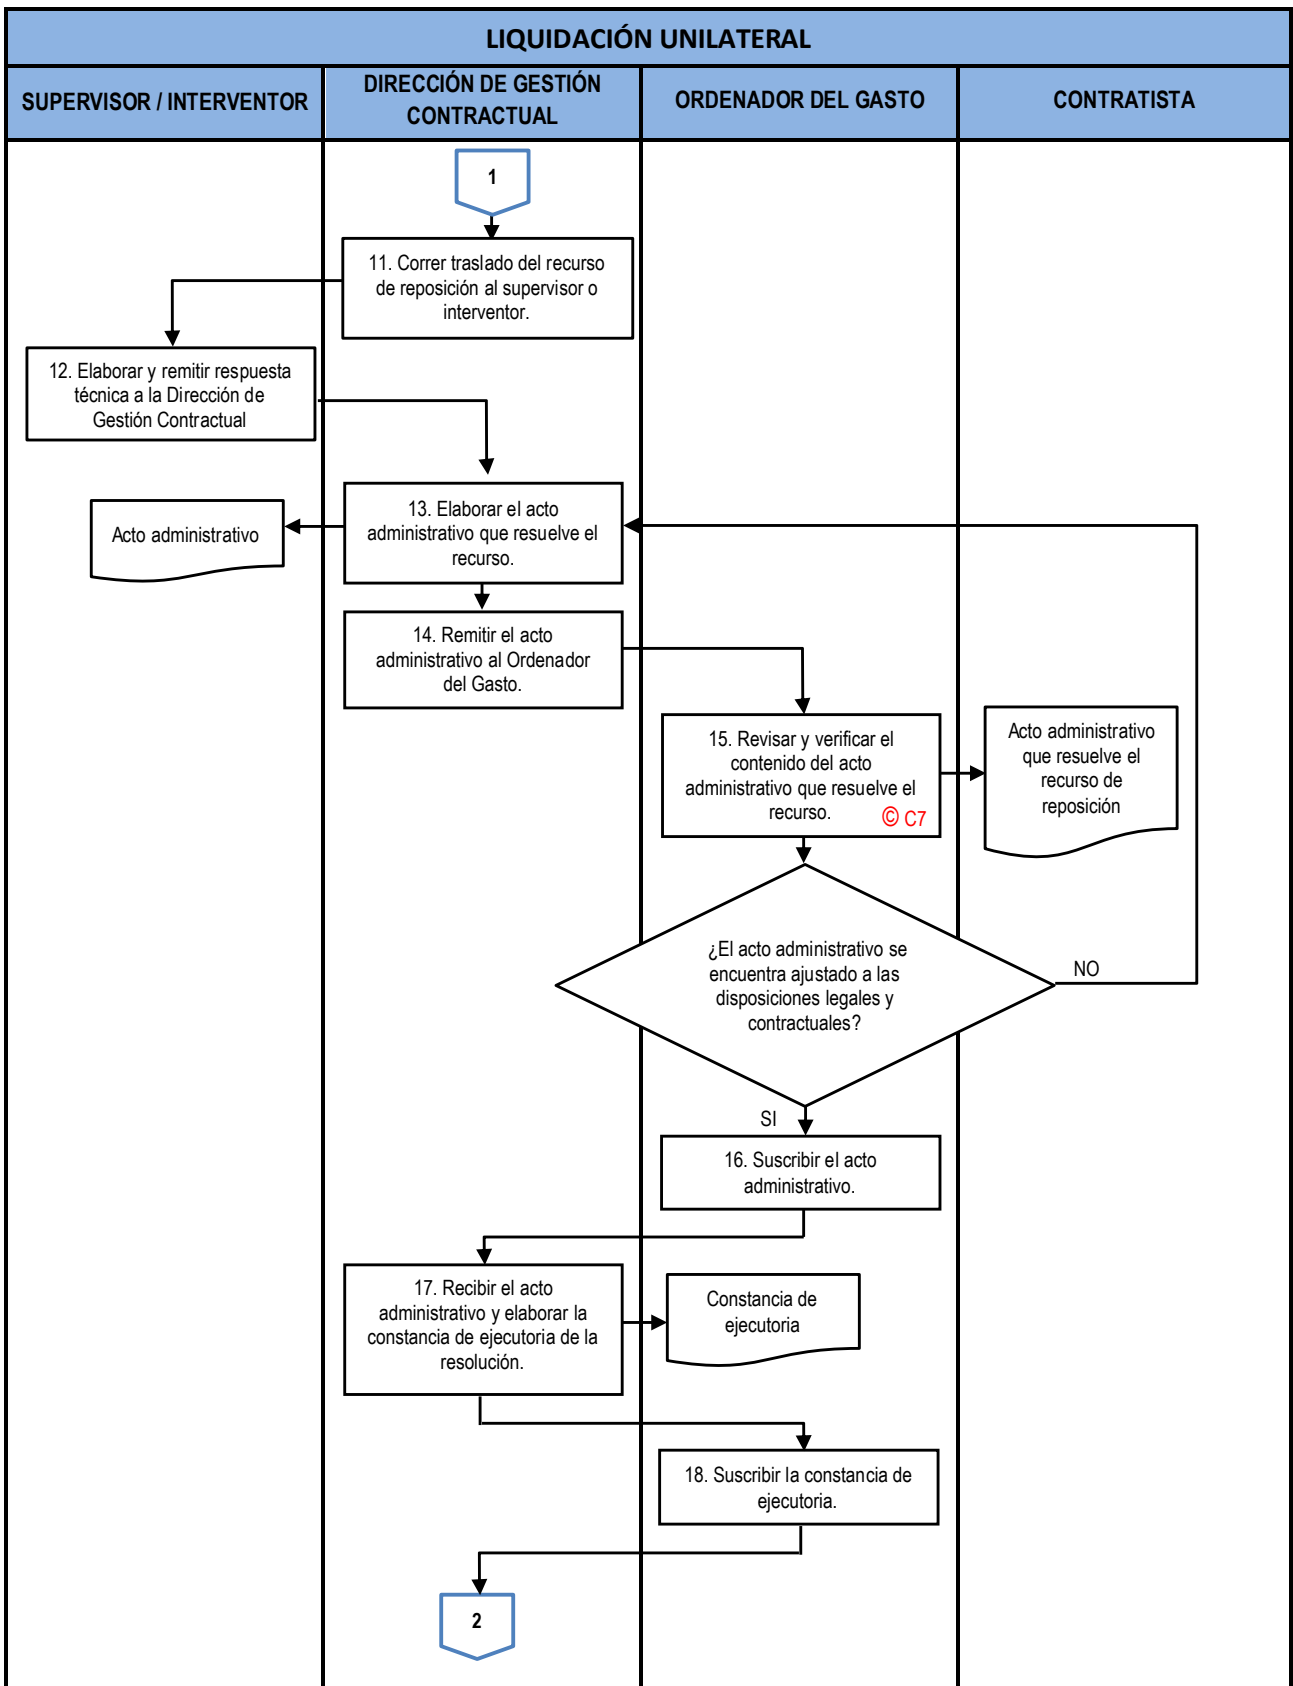 LIQUIDACIÓN UNILATERAL
SUPERVISOR / INTERVENTOR
DIRECCIÓN DE GESTIÓN
CONTRACTUAL
ORDENADOR DEL GASTO
CONTRATISTA
1
11. Correr traslado del recurso
de reposición al supervisor o
interventor.
12. Elaborar y remitir respuesta
técnica a la Dirección de
Gestión Contractual
13. Elaborar el acto
administrativo que resuelve el
recurso.
Acto administrativo
14. Remitir el acto
administrativo al Ordenador
del Gasto.
15. Revisar y verificar el
contenido del acto
administrativo que resuelve el
recurso.
© C7
Acto administrativo
que resuelve el
recurso de
reposición
¿El acto administrativo se
encuentra ajustado a las
disposiciones legales y
contractuales?
NO
SI
16. Suscribir el acto
administrativo.
17. Recibir el acto
administrativo y elaborar la
constancia de ejecutoria de la
resolución.
Constancia de
ejecutoria
18. Suscribir la constancia de
ejecutoria.
2